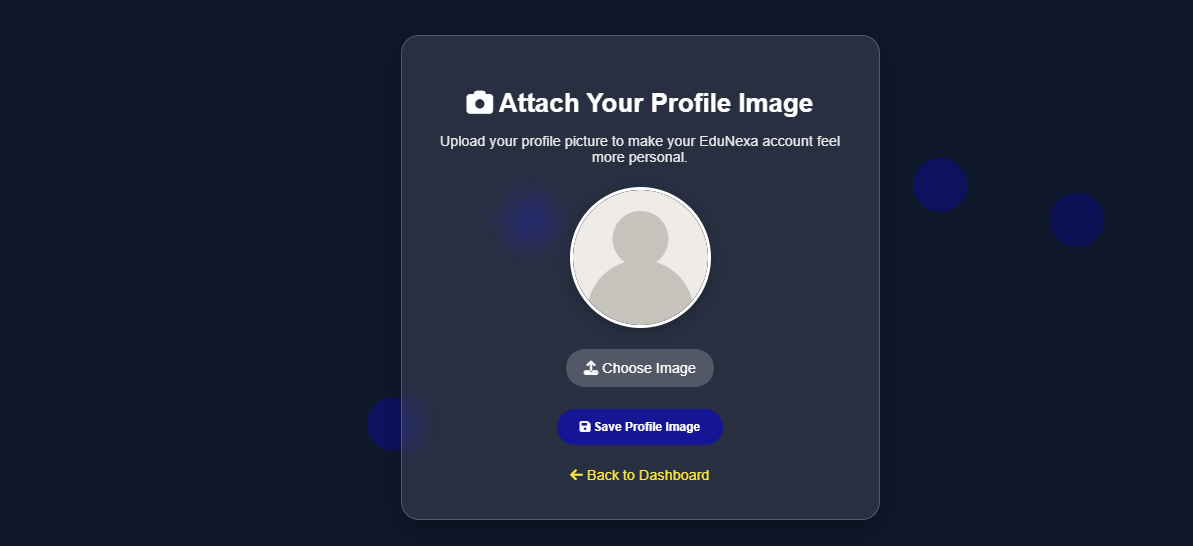 Attach Your Profile Image
Upload your profile picture to make your EduNexa account feel
more personal.
Choose Image
Save Profile Image
Back to Dashboard